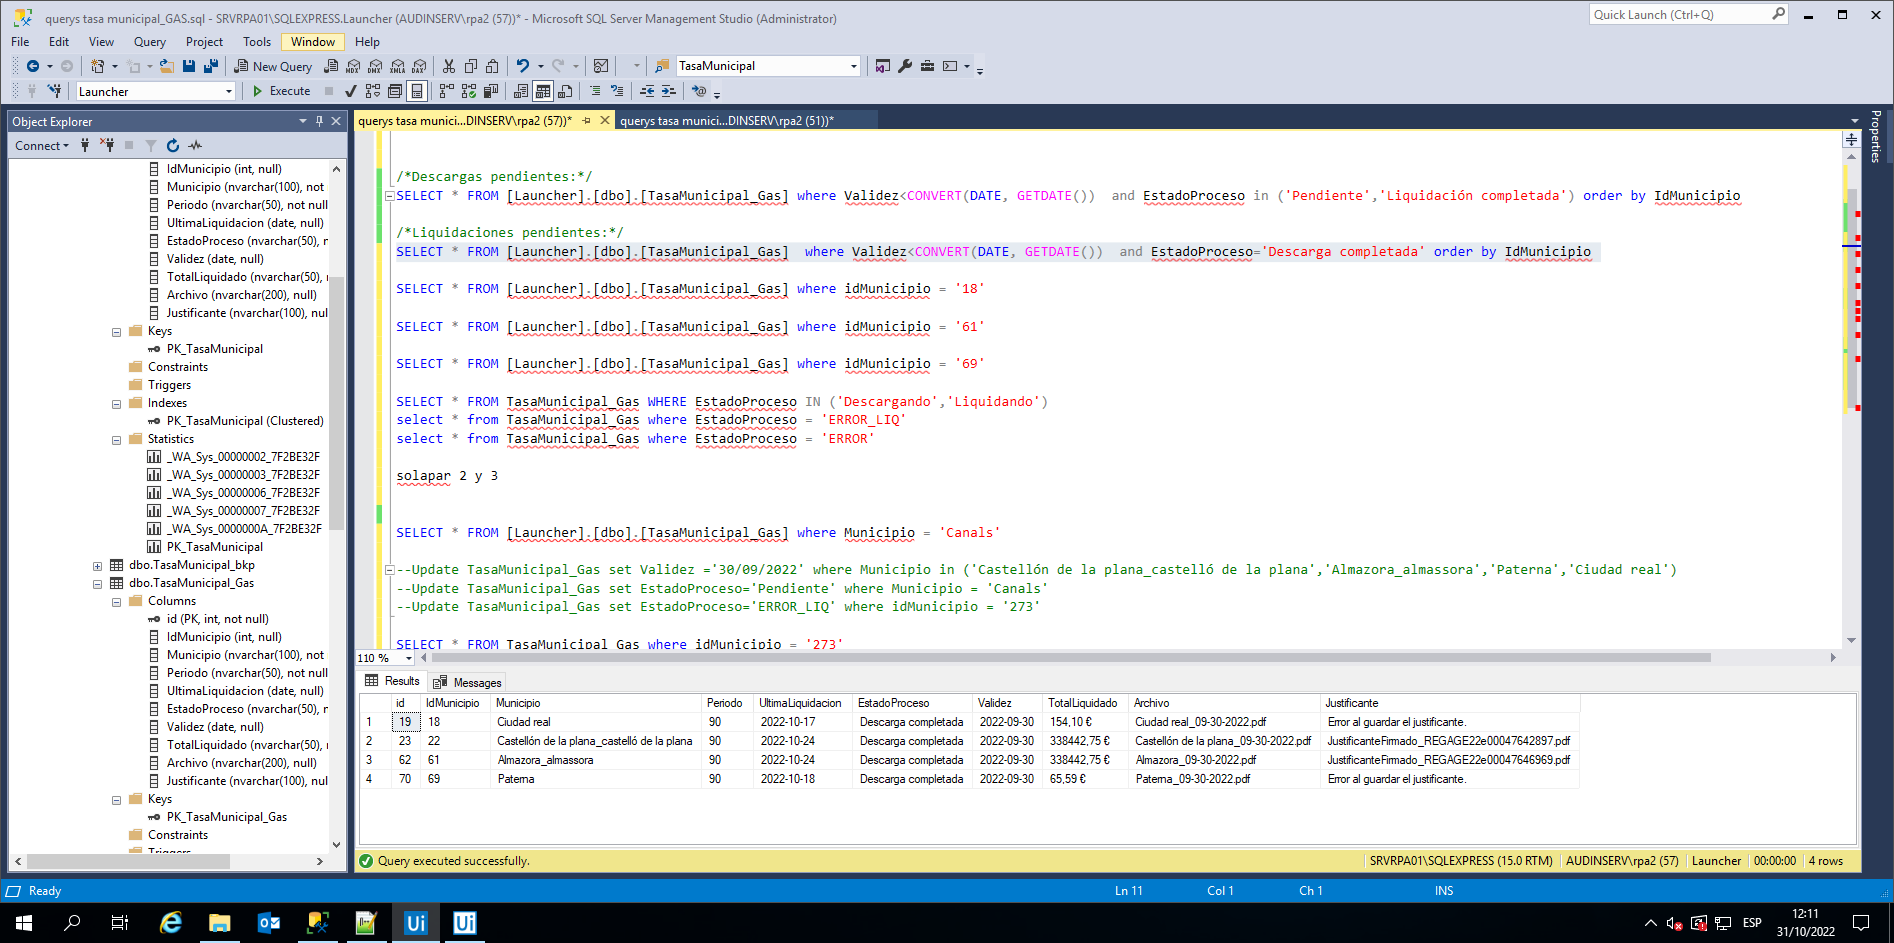 querys tasa municipal_GAS.sql - SRVRPA01\SQLEXPRESS.Launcher (AUDINSERV\rpa2 (57))* - Microsoft SQL Server Management Studio (Administrator)
Quick Launch (Ctrl+Q)
File Edit View Query Project Tools Window Help
New Query
MDX DMX XMLA DAX
TasaMunicipal
Launcher
Execute
Object Explorer
querys tasa munici...DINSERV\rpa2 (57))*
querys tasa munici...DINSERV\rpa2 (51))*
Properties
Connect
IdMunicipio (int, null)
Municipio (nvarchar(100), not
Periodo (nvarchar(50), not null
UltimaLiquidacion (date, null)
EstadoProceso (nvarchar(50), r
Validez (date, null)
TotalLiquidado (nvarchar(50),
Archivo (nvarchar(200), null)
Justificante (nvarchar(100), nul
Keys
PK_TasaMunicipal
Constraints
Triggers
Indexes
PK_TasaMunicipal (Clustered)
Statistics
_WA_Sys_00000002_7F2BE32F
_WA_Sys_00000003_7F2BE32F
_WA_Sys_00000006_7F2BE32F
_WA_Sys_00000007_7F2BE32F
_WA_Sys_0000000A_7F2BE32F
PK_TasaMunicipal
dbo.TasaMunicipal_bkp
dbo.TasaMunicipal_Gas
Columns
id (PK, int, not null)
IdMunicipio (int, null)
Municipio (nvarchar(100), not
Periodo (nvarchar(50), not null
UltimaLiquidacion (date, null)
EstadoProceso (nvarchar(50), r
Validez (date, null)
TotalLiquidado (nvarchar(50),
Archivo (nvarchar(200), null)
Justificante (nvarchar(100), nul
Keys
PK_TasaMunicipal_Gas
Constraints
Triggers
/*Descargas pendientes:*/
SELECT * FROM [Launcher].[dbo].[TasaMunicipal_Gas] where Validez<CONVERT(DATE, GETDATE())  and EstadoProceso in ('Pendiente','Liquidación completada') order by IdMunicipio
/*Liquidaciones pendientes:*/
SELECT * FROM [Launcher].[dbo].[TasaMunicipal_Gas]  where Validez<CONVERT(DATE, GETDATE())  and EstadoProceso='Descarga completada' order by IdMunicipio
SELECT * FROM [Launcher].[dbo].[TasaMunicipal_Gas] where idMunicipio = '18'
SELECT * FROM [Launcher].[dbo].[TasaMunicipal_Gas] where idMunicipio = '61'
SELECT * FROM [Launcher].[dbo].[TasaMunicipal_Gas] where idMunicipio = '69'
SELECT * FROM TasaMunicipal_Gas WHERE EstadoProceso IN ('Descargando','Liquidando')
select * from TasaMunicipal_Gas where EstadoProceso = 'ERROR_LIQ'
select * from TasaMunicipal_Gas where EstadoProceso = 'ERROR'
solapar 2 y 3
SELECT * FROM [Launcher].[dbo].[TasaMunicipal_Gas] where Municipio = 'Canals'
--Update TasaMunicipal_Gas set Validez ='30/09/2022' where Municipio in ('Castellón de la plana_castelló de la plana','Almazora_almassora','Paterna','Ciudad real')
--Update TasaMunicipal_Gas set EstadoProceso='Pendiente' where Municipio = 'Canals'
--Update TasaMunicipal_Gas set EstadoProceso='ERROR_LIQ' where idMunicipio = '273'
SELECT * FROM TasaMunicipal_Gas where idMunicipio = '273'
110 %
Results Messages
id IdMunicipio Municipio Periodo UltimaLiquidacion EstadoProceso Validez TotalLiquidado Archivo Justificante
1 19 18 Ciudad real 90 2022-10-17 Descarga completada 2022-09-30 154,10 € Ciudad real_09-30-2022.pdf Error al guardar el justificante.
2 23 22 Castellón de la plana_castelló de la plana 90 2022-10-24 Descarga completada 2022-09-30 338442,75 € Castellón de la plana_09-30-2022.pdf JustificanteFirmado_REGAGE22e00047642897.pdf
3 62 61 Almazora_almassora 90 2022-10-24 Descarga completada 2022-09-30 338442,75 € Almazora_09-30-2022.pdf JustificanteFirmado_REGAGE22e00047646969.pdf
4 70 69 Paterna 90 2022-10-18 Descarga completada 2022-09-30 65,59 € Paterna_09-30-2022.pdf Error al guardar el justificante.
Query executed successfully.
SRVRPA01\SQLEXPRESS (15.0 RTM) AUDINSERV\rpa2 (57) Launcher 00:00:00 4 rows
Ready
Ln 11 Col 1 Ch 1 INS
Ui
Ui
ESP
12:11
31/10/2022